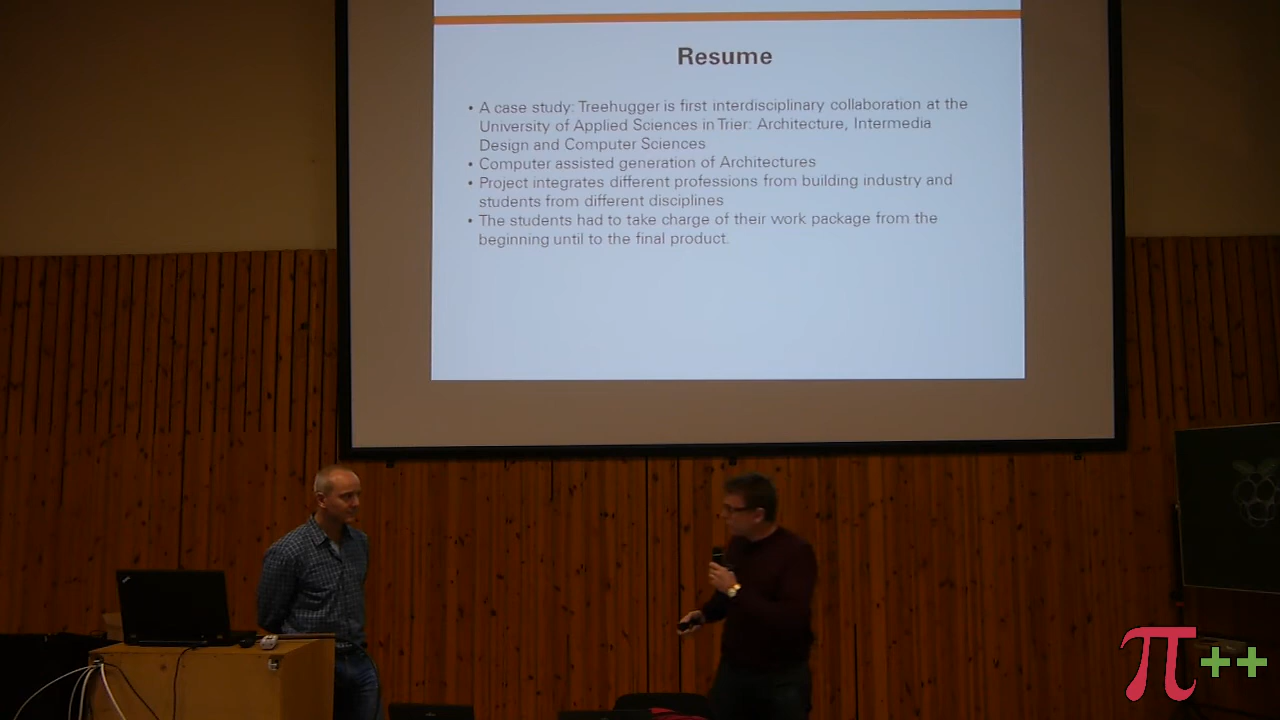 Resume
• A case study: Treehugger is first interdisciplinary collaboration at the
University of Applied Sciences in Trier: Architecture, Intermedia
Design and Computer Sciences
• Computer assisted generation of Architectures
• Project integrates different professions from building industry and
students from different disciplines
• The students had to take charge of their work package from the
beginning until to the final product.
π++